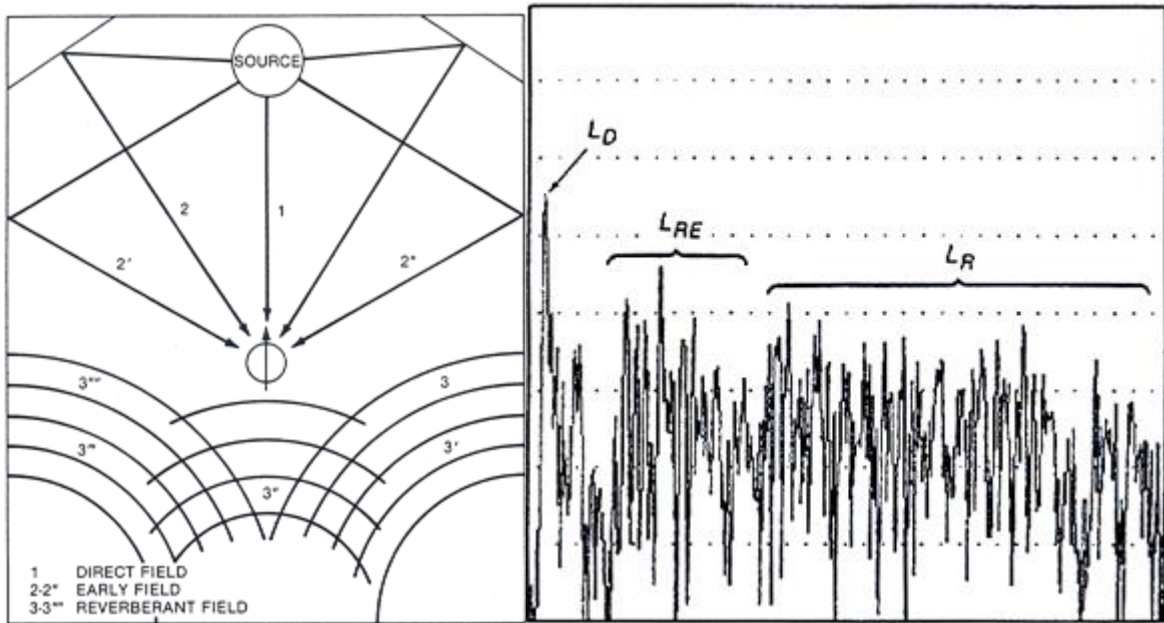 SOURCE
2
1
2'
2"
3""
3
3'''
3'
3"
1 DIRECT FIELD
2-2" EARLY FIELD
3-3"" REVERBERANT FIELD
L_D
L_RE
L_R